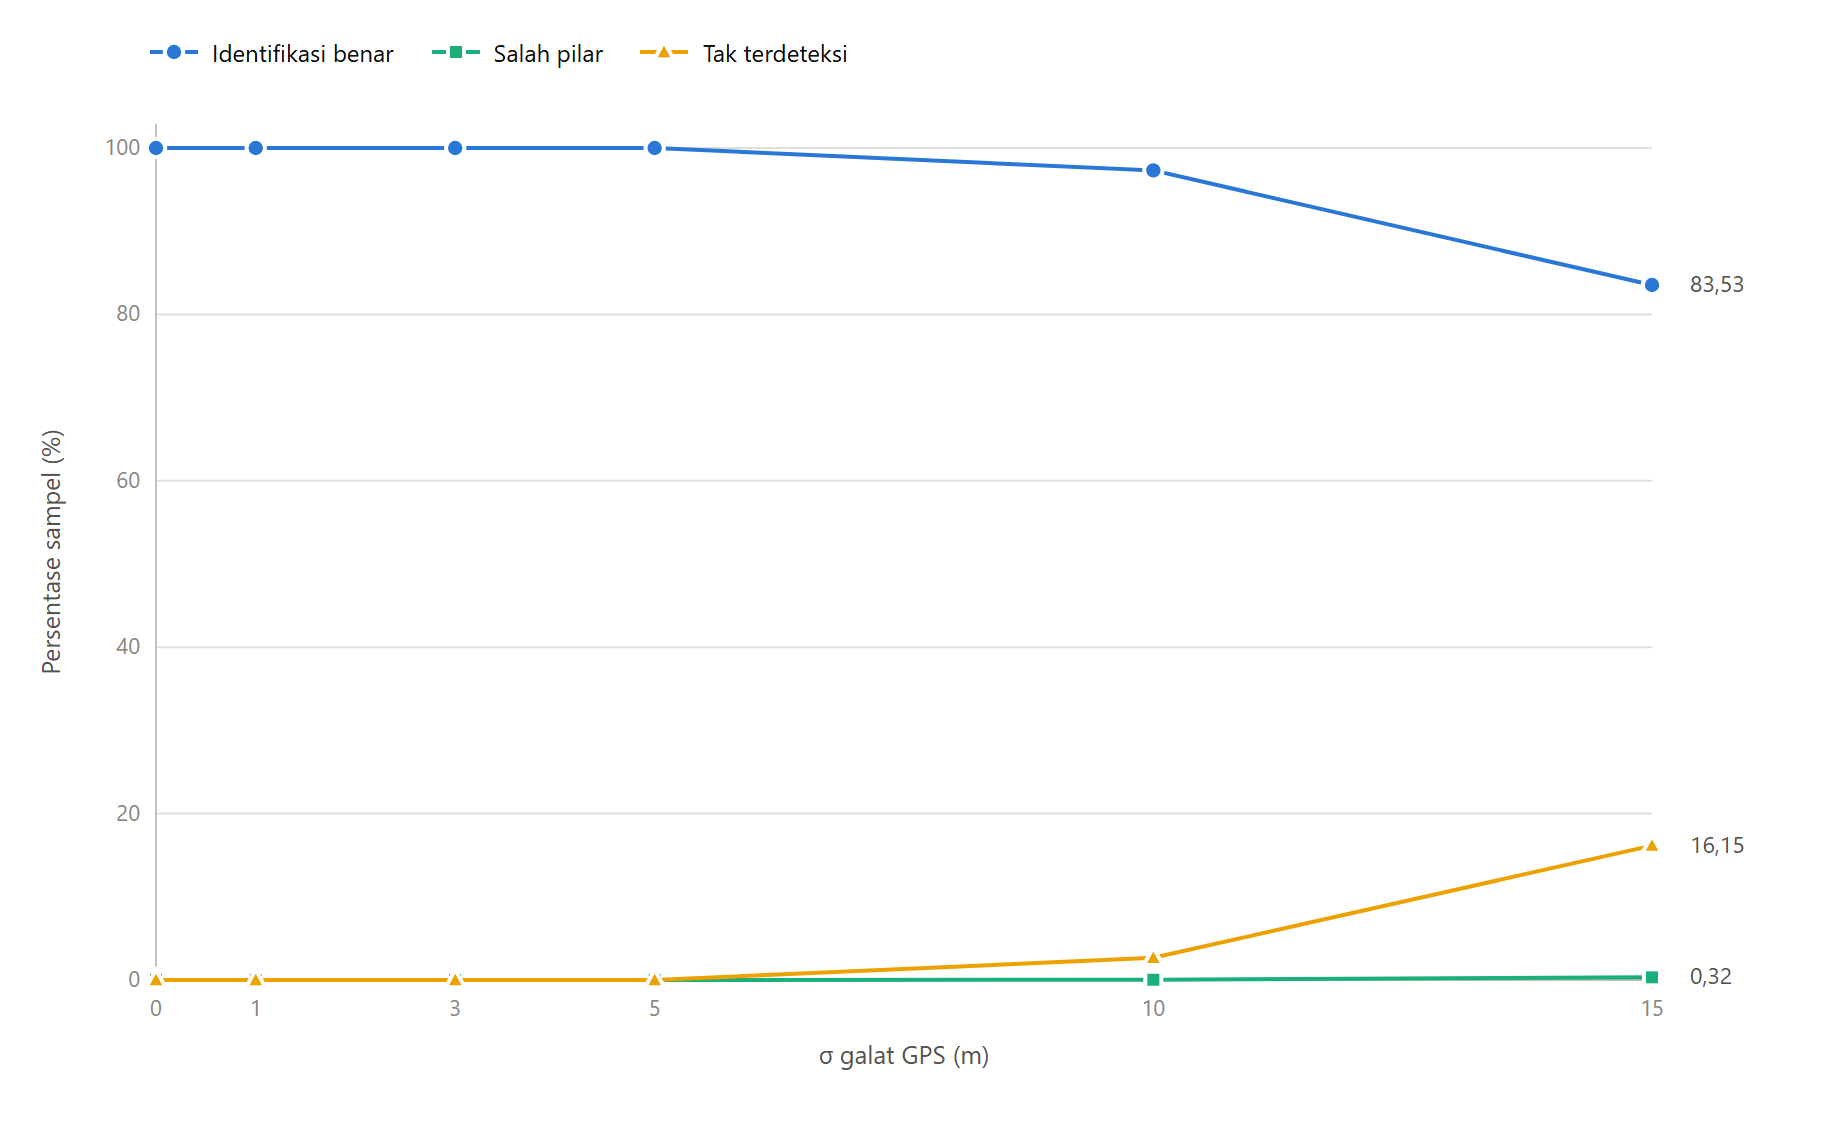 Identifikasi benar Salah pilar Tak terdeteksi
100
80
60
40
20
0
Persentase sampel (%)
83,53
16,15
0,32
0 1 3 5 10 15
σ galat GPS (m)